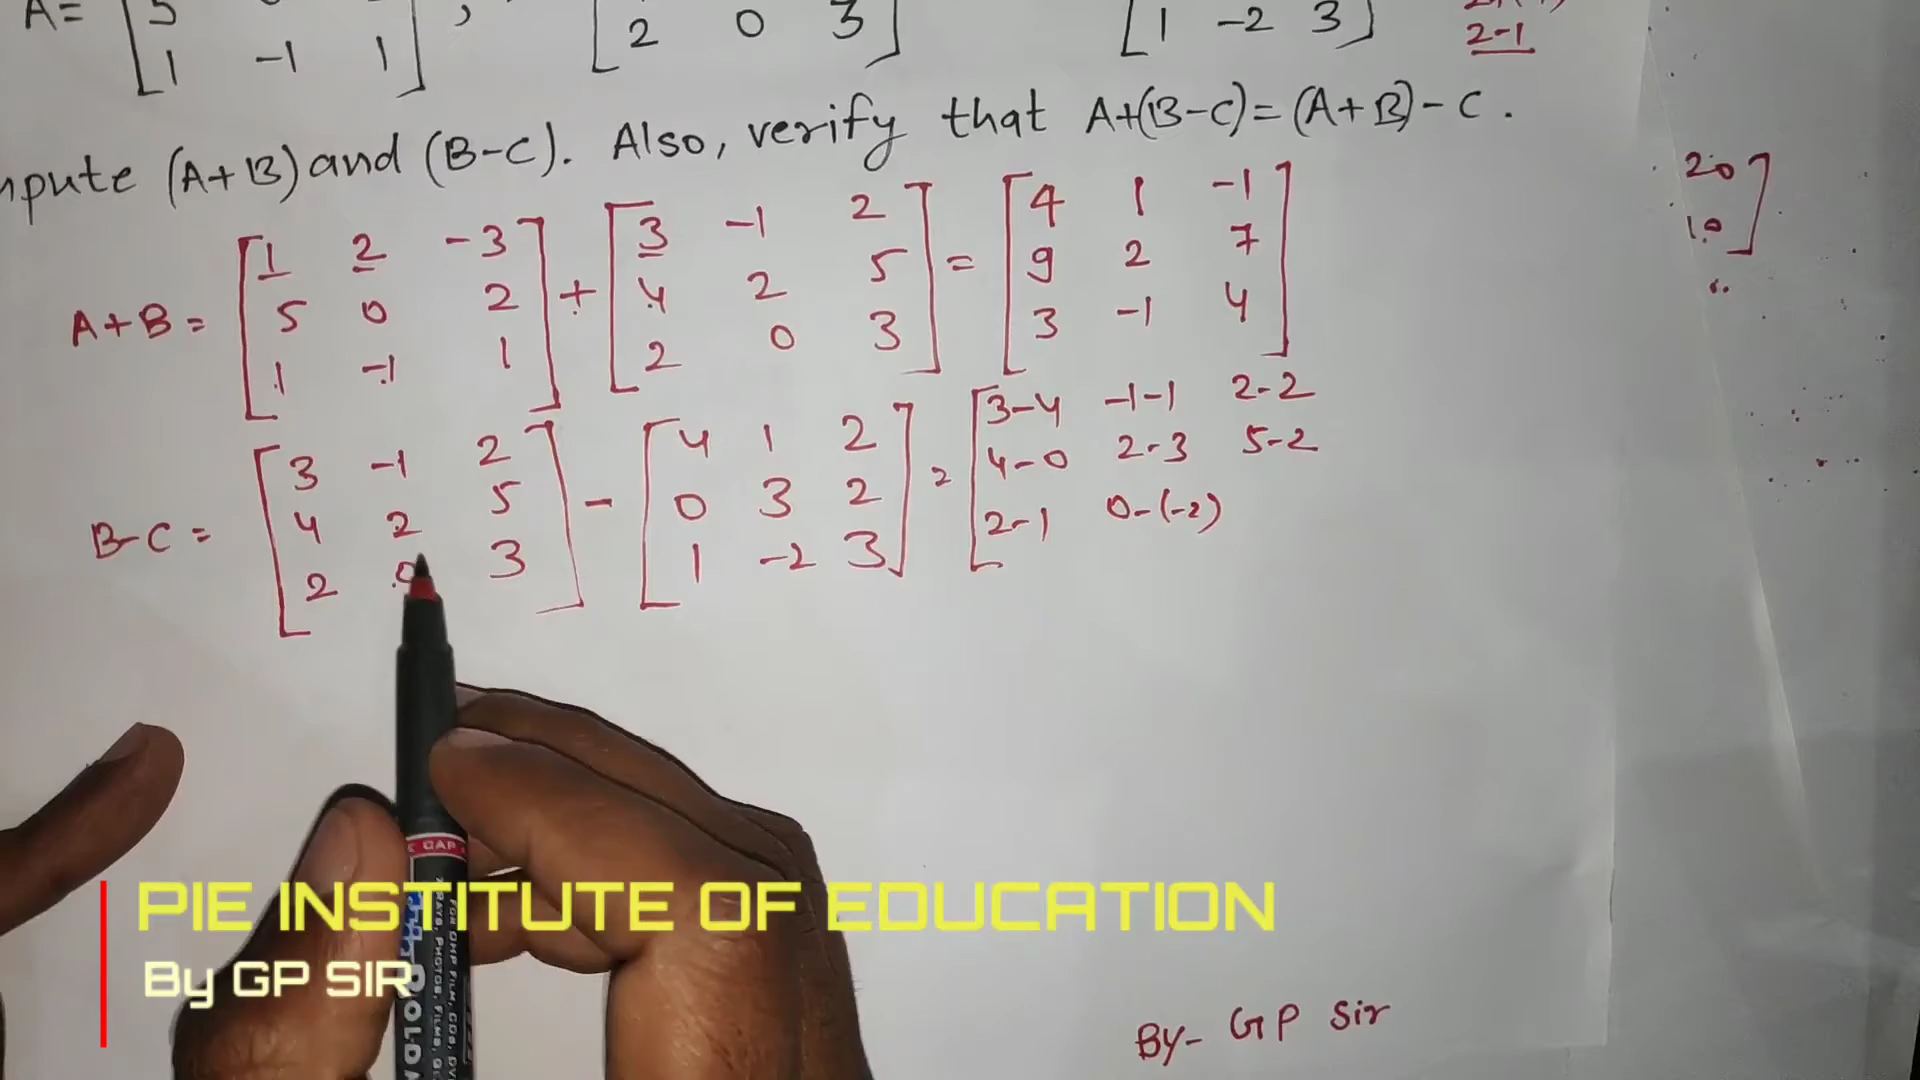 A= [5
2 0 3]
[1 -2 3]
2-1
[1 -1 1],
mpute (A+B) and (B-C). Also, verify that A+(B-C)=(A+B)-C.
20]
10
A+B= [1 2 -3] + [3 -1 2] = [4 1 -1]
5 0 2 4 2 5 9 2 7
1 -1 1 2 0 3 3 -1 4
B-C= [3 -1 2] - [4 1 2] = [3-4 -1-1 2-2
4 2 5 0 3 2 4-0 2-3 5-2
2 0 3 1 -2 3 2-1 0-(-2)
GAP
PIE INSTITUTE OF EDUCATION
By GP SIR
By- GP Sir